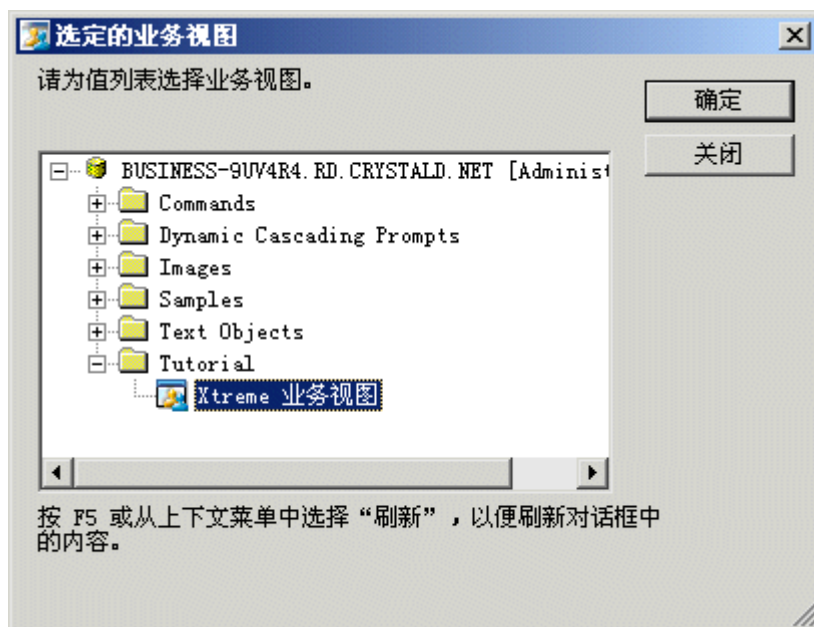 选定的业务视图
请为值列表选择业务视图。
确定
关闭
BUSINESS-9UV4R4.RD.CRYSTALD.NET [Administ
Commands
Dynamic Cascading Prompts
Images
Samples
Text Objects
Tutorial
Xtreme 业务视图
按 F5 或从上下文菜单中选择“刷新”，以便刷新对话框中
的内容。